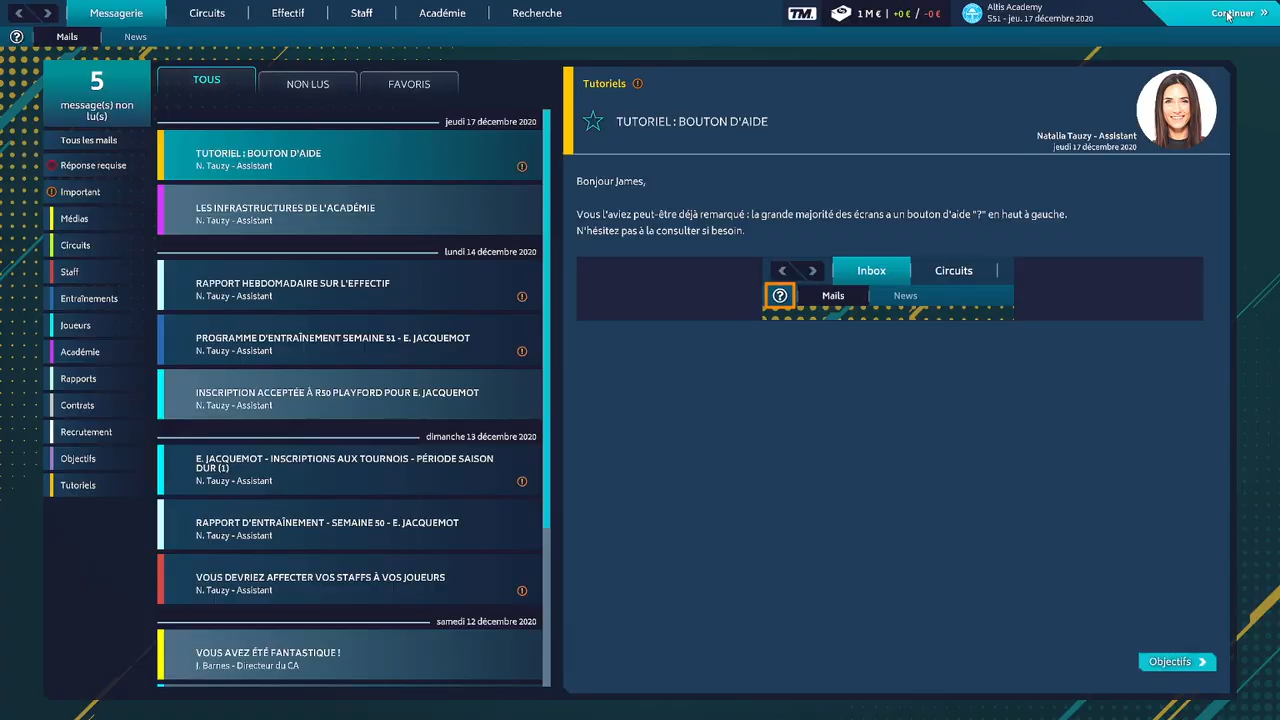 Messagerie
Circuits
Effectif
Staff
Académie
Recherche
TM.
1 M € | +0 € / -0 €
Altis Academy
S51 - jeu. 17 décembre 2020
Continuer
?
Mails
News
5
message(s) non
lu(s)
Tous les mails
Réponse requise
Important
Médias
Circuits
Staff
Entraînements
Joueurs
Académie
Rapports
Contrats
Recrutement
Objectifs
Tutoriels
TOUS
NON LUS
FAVORIS
jeudi 17 décembre 2020
TUTORIEL : BOUTON D'AIDE
N. Tauzy - Assistant
LES INFRASTRUCTURES DE L'ACADÉMIE
N. Tauzy - Assistant
lundi 14 décembre 2020
RAPPORT HEBDOMADAIRE SUR L'EFFECTIF
N. Tauzy - Assistant
PROGRAMME D'ENTRAÎNEMENT SEMAINE 51 - E. JACQUEMOT
N. Tauzy - Assistant
INSCRIPTION ACCEPTÉE À R50 PLAYFORD POUR E. JACQUEMOT
N. Tauzy - Assistant
dimanche 13 décembre 2020
E. JACQUEMOT - INSCRIPTIONS AUX TOURNOIS - PÉRIODE SAISON
DUR (1)
N. Tauzy - Assistant
RAPPORT D'ENTRAÎNEMENT - SEMAINE 50 - E. JACQUEMOT
N. Tauzy - Assistant
VOUS DEVRIEZ AFFECTER VOS STAFFS À VOS JOUEURS
N. Tauzy - Assistant
samedi 12 décembre 2020
VOUS AVEZ ÉTÉ FANTASTIQUE !
J. Barnes - Directeur du CA
Tutoriels
TUTORIEL : BOUTON D'AIDE
Natalia Tauzy - Assistant
jeudi 17 décembre 2020
Bonjour James,
Vous l'aviez peut-être déjà remarqué : la grande majorité des écrans a un bouton d'aide "?" en haut à gauche.
N'hésitez pas à la consulter si besoin.
Inbox
Circuits
?
Mails
News
Objectifs